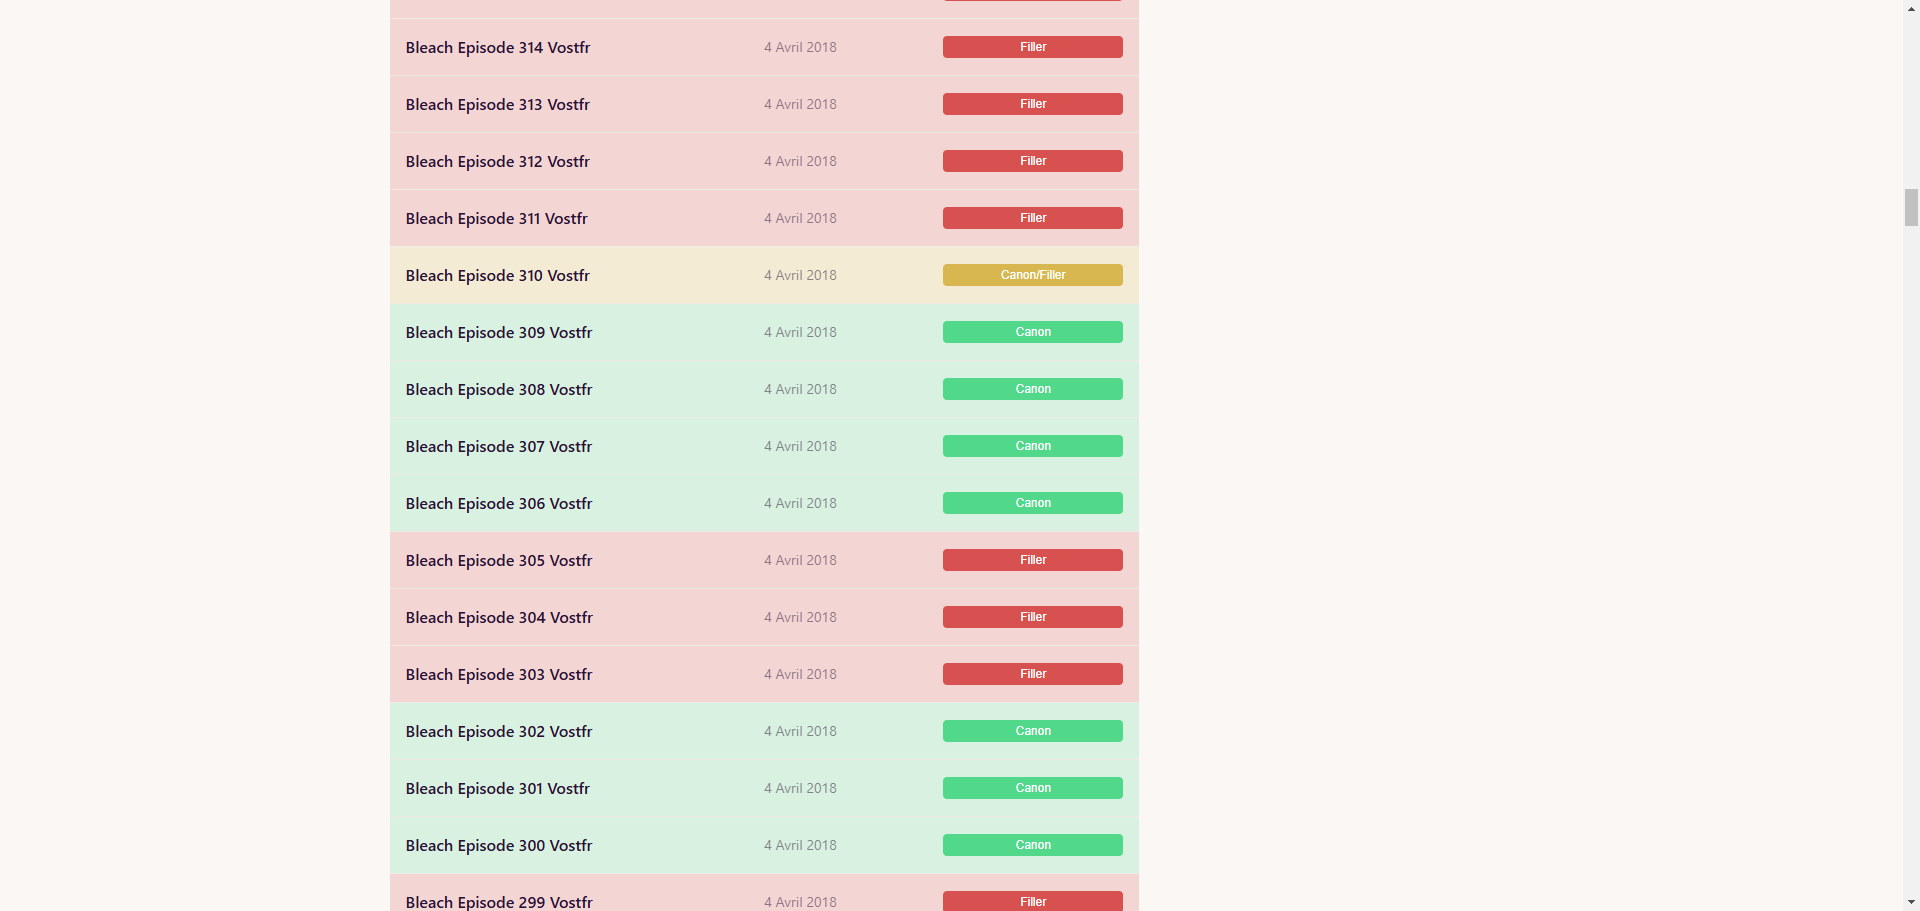 Bleach Episode 314 Vostfr 4 Avril 2018 Filler
Bleach Episode 313 Vostfr 4 Avril 2018 Filler
Bleach Episode 312 Vostfr 4 Avril 2018 Filler
Bleach Episode 311 Vostfr 4 Avril 2018 Filler
Bleach Episode 310 Vostfr 4 Avril 2018 Canon/Filler
Bleach Episode 309 Vostfr 4 Avril 2018 Canon
Bleach Episode 308 Vostfr 4 Avril 2018 Canon
Bleach Episode 307 Vostfr 4 Avril 2018 Canon
Bleach Episode 306 Vostfr 4 Avril 2018 Canon
Bleach Episode 305 Vostfr 4 Avril 2018 Filler
Bleach Episode 304 Vostfr 4 Avril 2018 Filler
Bleach Episode 303 Vostfr 4 Avril 2018 Filler
Bleach Episode 302 Vostfr 4 Avril 2018 Canon
Bleach Episode 301 Vostfr 4 Avril 2018 Canon
Bleach Episode 300 Vostfr 4 Avril 2018 Canon
Bleach Episode 299 Vostfr 4 Avril 2018 Filler